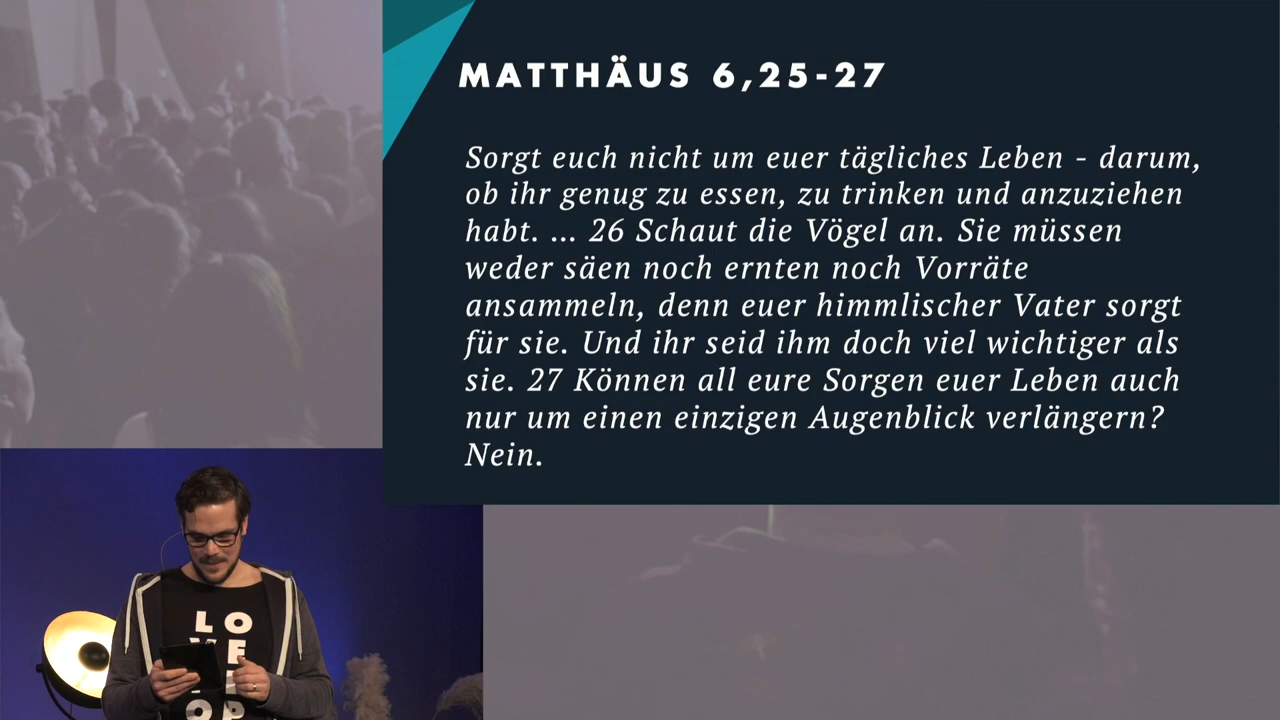 MATTHÄUS 6,25-27
Sorgt euch nicht um euer tägliches Leben - darum,
ob ihr genug zu essen, zu trinken und anzuziehen
habt. ... 26 Schaut die Vögel an. Sie müssen
weder säen noch ernten noch Vorräte
ansammeln, denn euer himmlischer Vater sorgt
für sie. Und ihr seid ihm doch viel wichtiger als
sie. 27 Können all eure Sorgen euer Leben auch
nur um einen einzigen Augenblick verlängern?
Nein.
LO